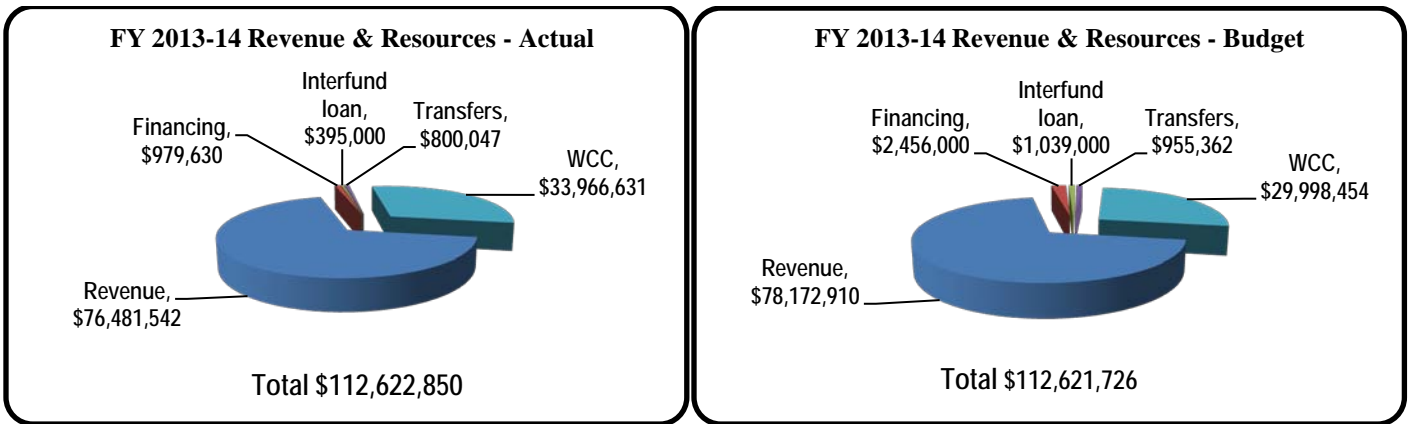 FY 2013-14 Revenue & Resources - Actual
Interfund
loan,
$395,000
Transfers,
$800,047
Financing,
$979,630
WCC,
$33,966,631
Revenue,
$76,481,542
Total $112,622,850
FY 2013-14 Revenue & Resources - Budget
Interfund
loan,
$1,039,000
Transfers,
$955,362
Financing,
$2,456,000
WCC,
$29,998,454
Revenue,
$78,172,910
Total $112,621,726